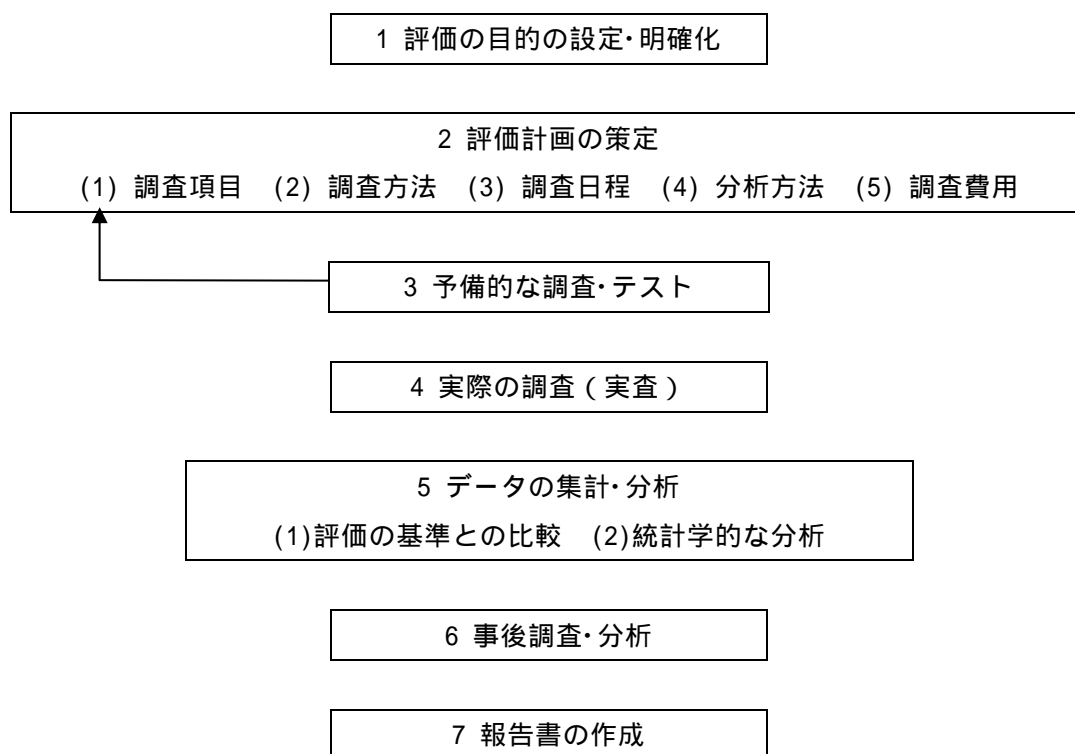 1 評価の目的の設定・明確化
2 評価計画の策定
(1) 調査項目 (2) 調査方法 (3) 調査日程 (4) 分析方法 (5) 調査費用
3 予備的な調査・テスト
4 実際の調査(実査)
5 データの集計・分析
(1)評価の基準との比較 (2)統計学的な分析
6 事後調査・分析
7 報告書の作成